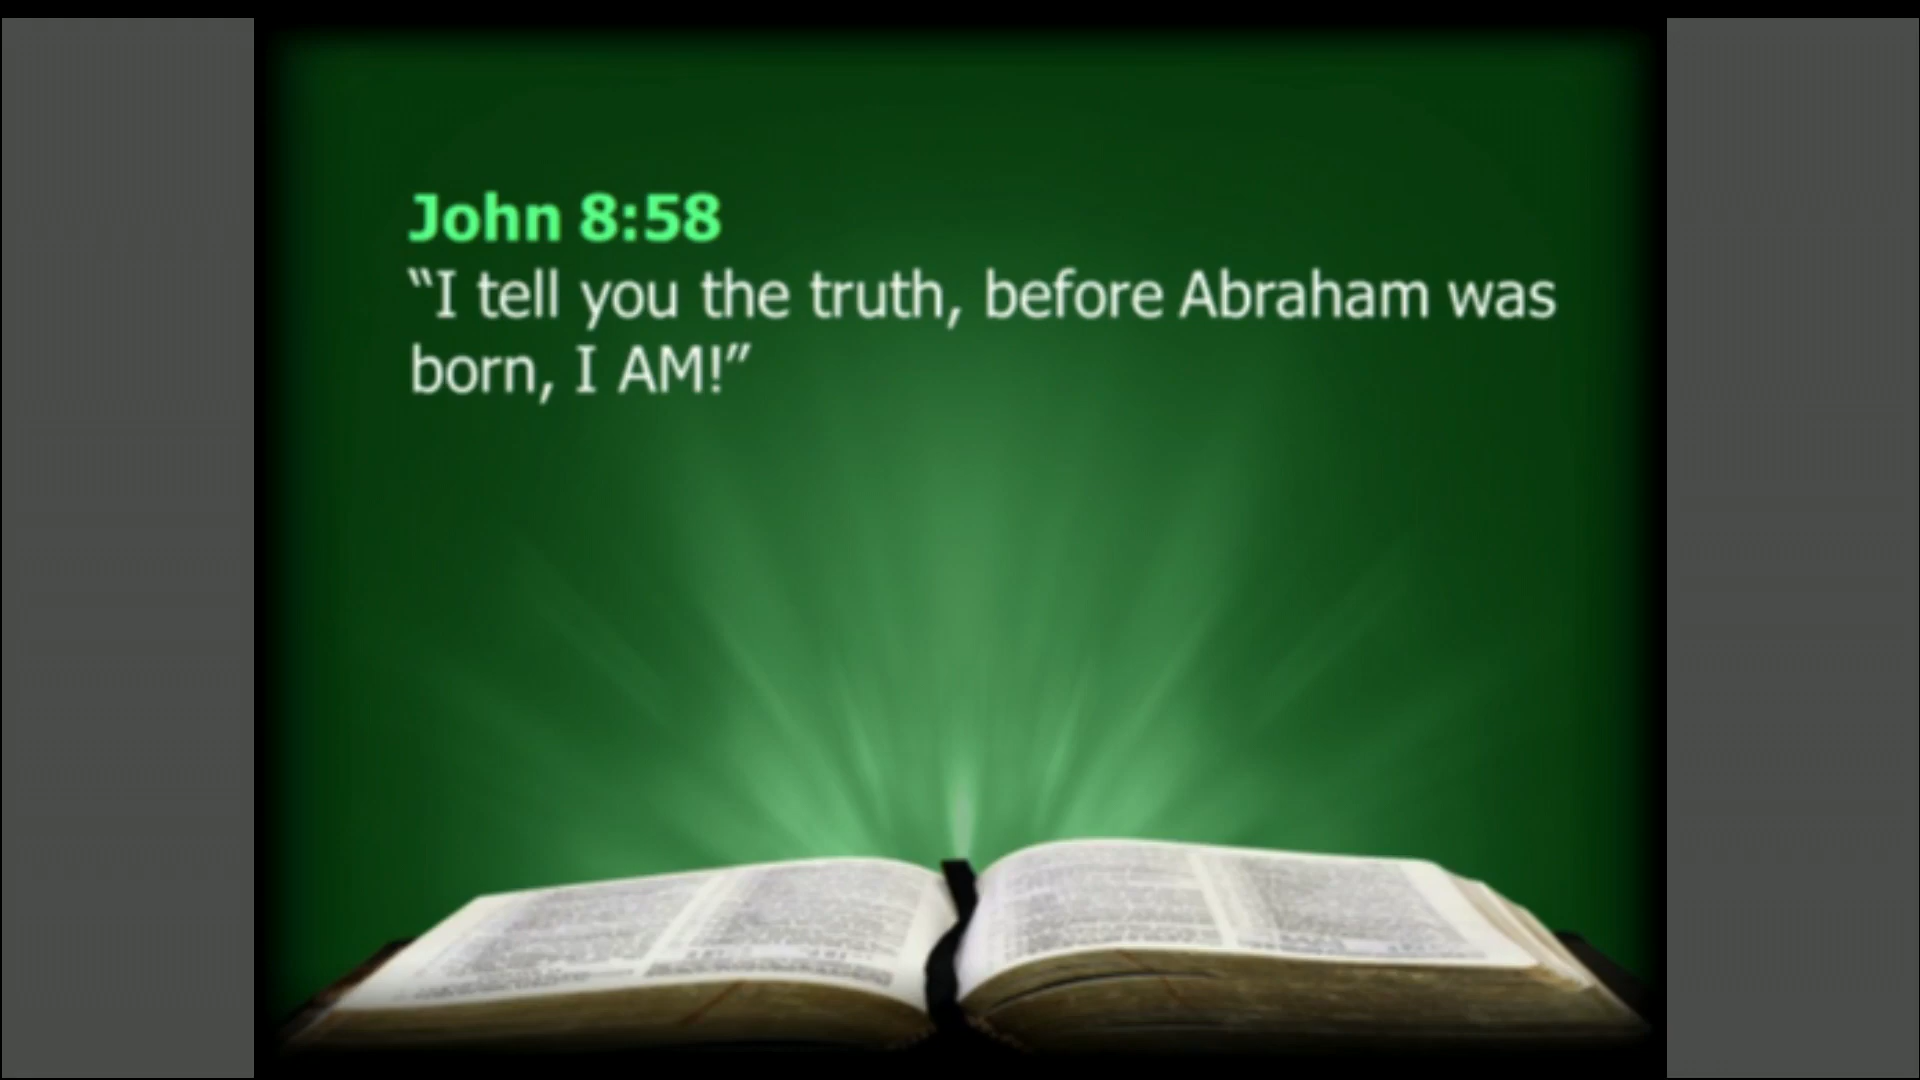 John 8:58
“I tell you the truth, before Abraham was
born, I AM!”